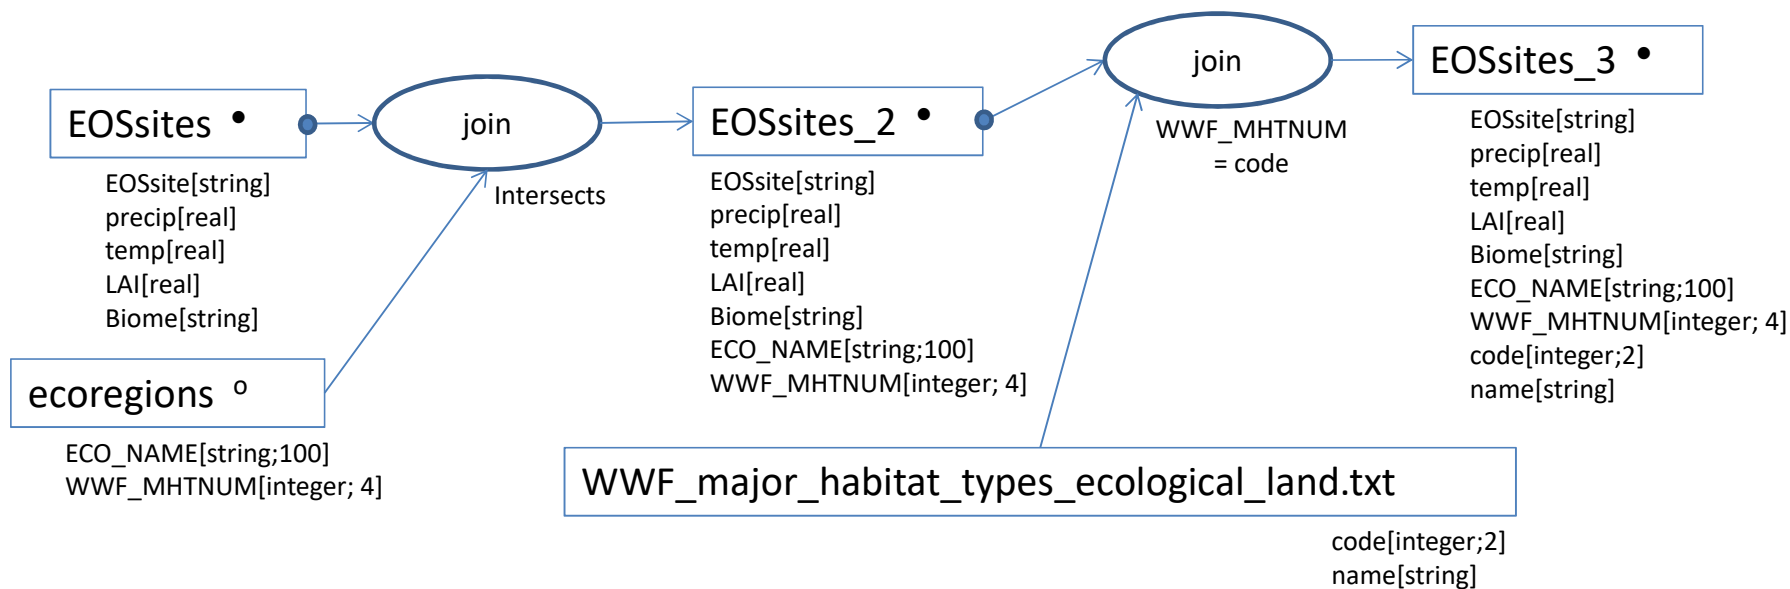 EOSsites •
EOSsite[string]
precip[real]
temp[real]
LAI[real]
Biome[string]
ecoregions o
ECO_NAME[string;100]
WWF_MHTNUM[integer; 4]
join
Intersects
EOSsites_2 •
EOSsite[string]
precip[real]
temp[real]
LAI[real]
Biome[string]
ECO_NAME[string;100]
WWF_MHTNUM[integer; 4]
WWF_major_habitat_types_ecological_land.txt
code[integer;2]
name[string]
join
WWF_MHTNUM
= code
EOSsites_3 •
EOSsite[string]
precip[real]
temp[real]
LAI[real]
Biome[string]
ECO_NAME[string;100]
WWF_MHTNUM[integer; 4]
code[integer;2]
name[string]